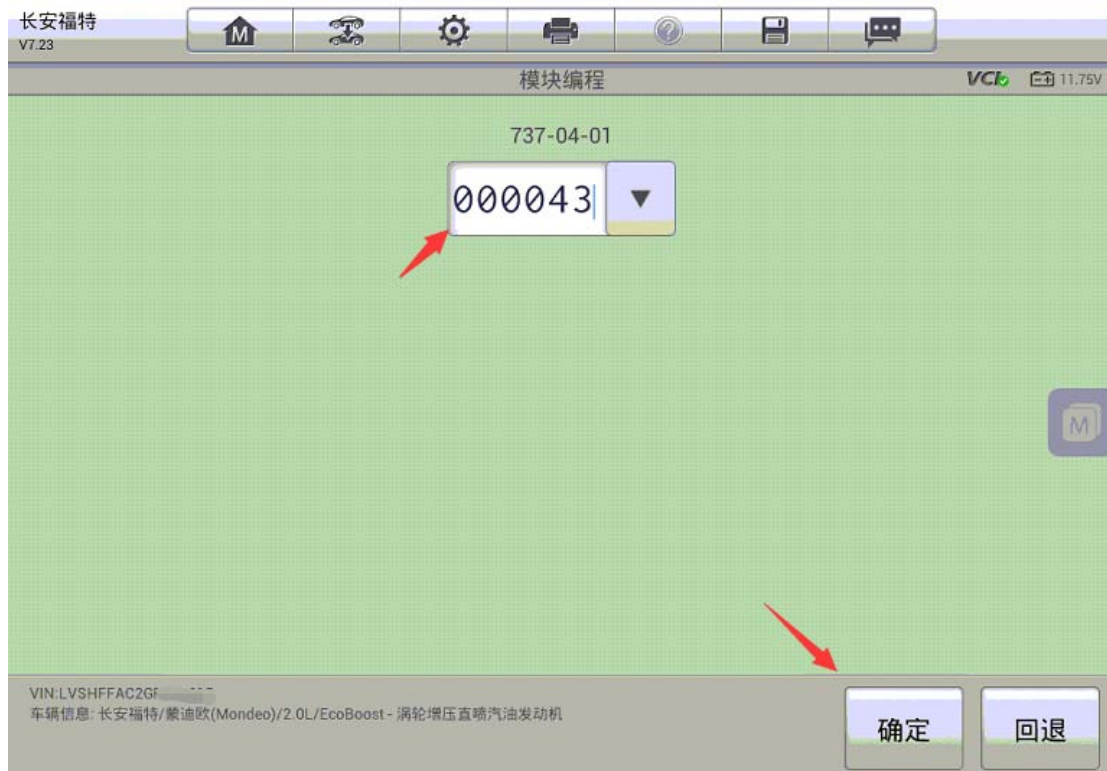 长安福特
V7.23
模块编程
VCI
11.75V
737-04-01
000043
VIN:LVSHFFAC2G
车辆信息: 长安福特/蒙迪欧(Mondeo)/2.0L/EcoBoost - 涡轮增压直喷汽油发动机
确定
回退